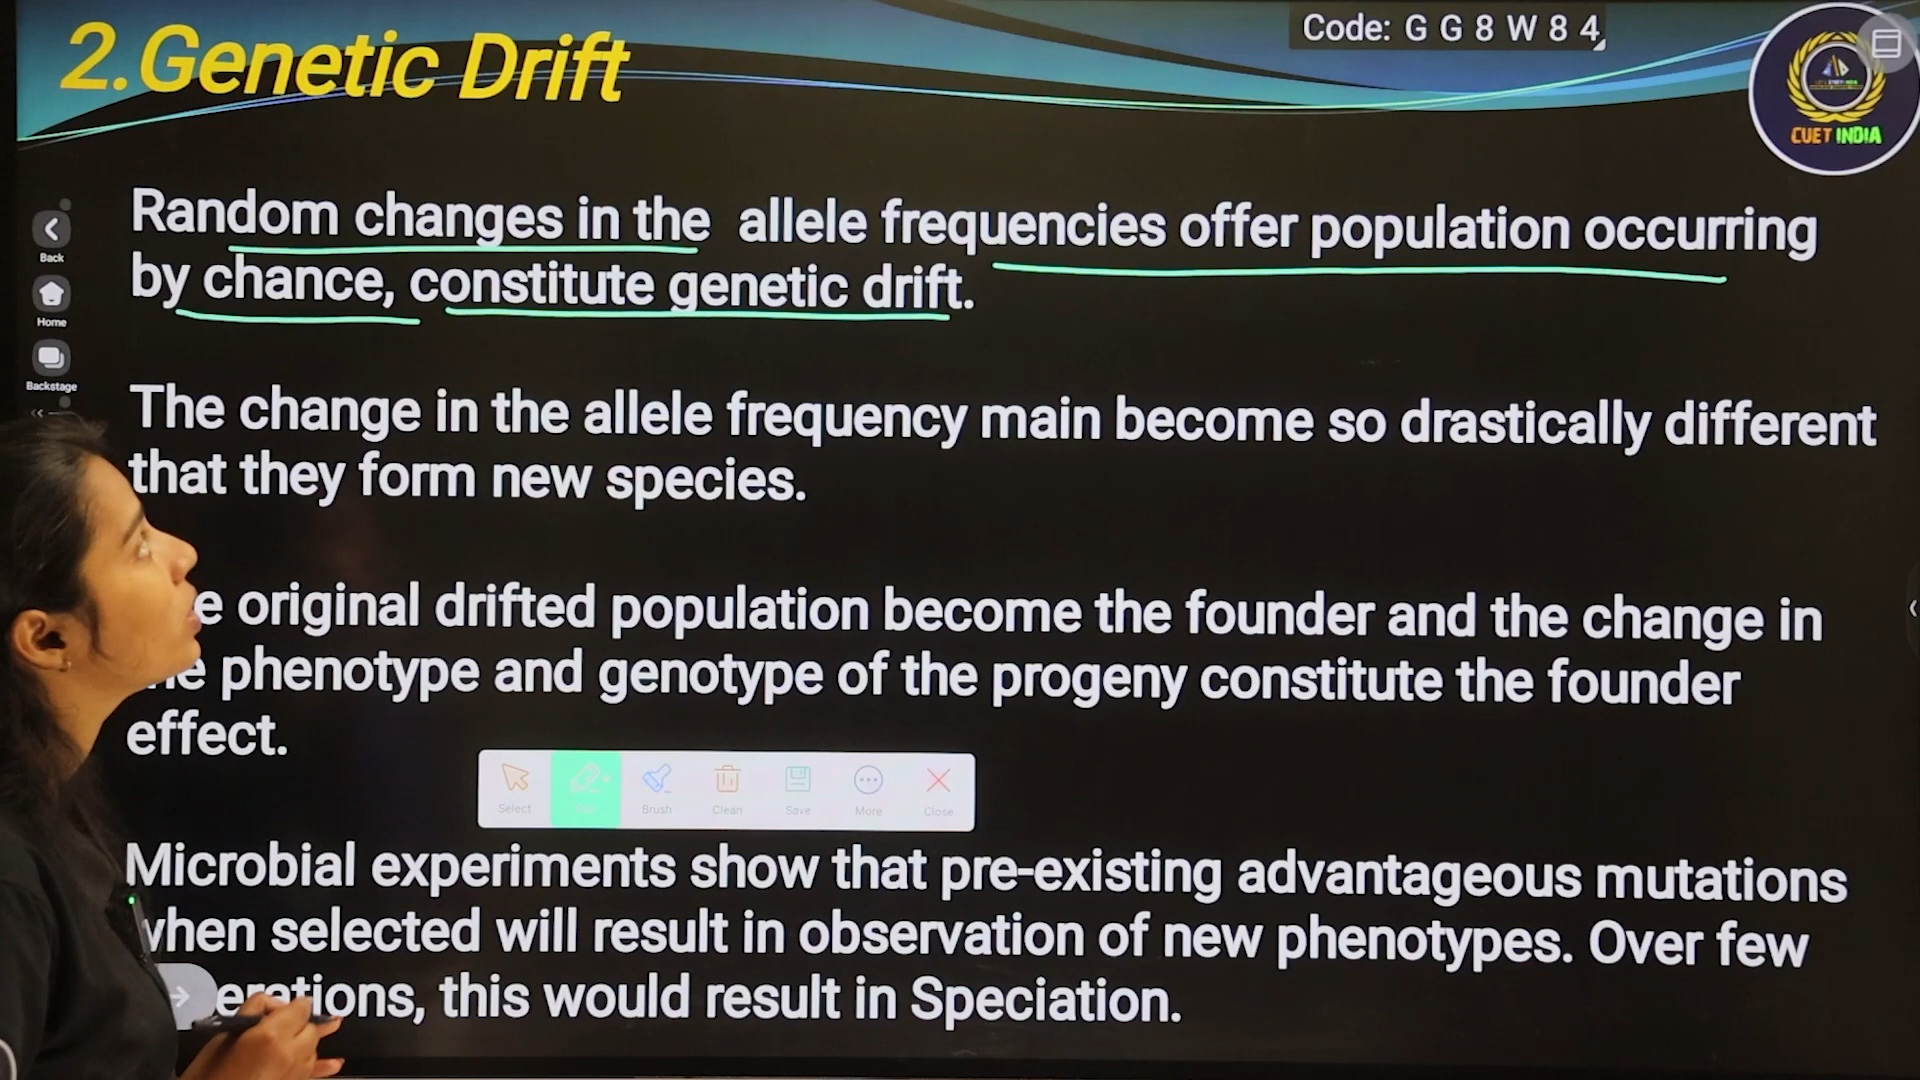 2.Genetic Drift
Code: G G 8 W 8 4
CUET INDIA
Random changes in the allele frequencies offer population occurring
by chance, constitute genetic drift.
Back
Home
Backstage
The change in the allele frequency main become so drastically different
that they form new species.
original drifted population become the founder and the change in
phenotype and genotype of the progeny constitute the founder
effect.
Select
Brush
Clean
Save
More
Close
Microbial experiments show that pre-existing advantageous mutations
when selected will result in observation of new phenotypes. Over few
this would result in Speciation.